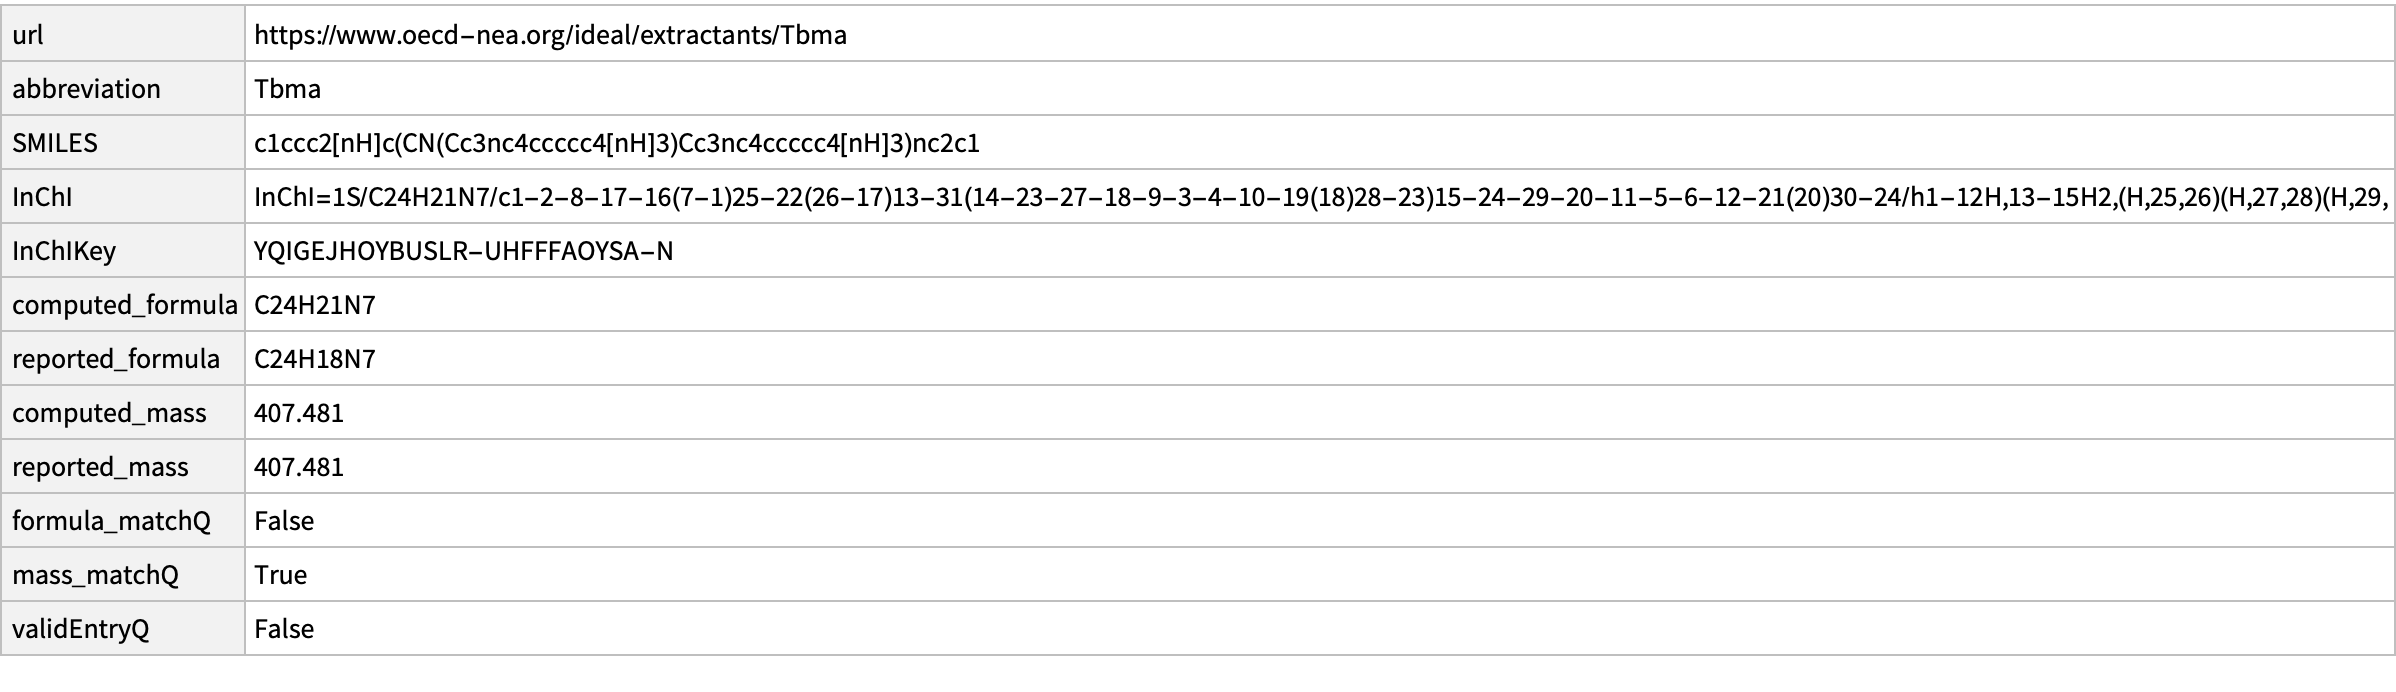 url https://www.oecd-nea.org/ideal/extractants/Tbma
abbreviation Tbma
SMILES c1ccc2[nH]c(CN(Cc3nc4ccccc4[nH]3)Cc3nc4ccccc4[nH]3)nc2c1
InChI InChI=1S/C24H21N7/c1-2-8-17-16(7-1)25-22(26-17)13-31(14-23-27-18-9-3-4-10-19(18)28-23)15-24-29-20-11-5-6-12-21(20)30-24/h1-12H,13-15H2,(H,25,26)(H,27,28)(H,29,
InChIKey YQIGEJHOYBUSLR-UHFFFAOYSA-N
computed_formula C24H21N7
reported_formula C24H18N7
computed_mass 407.481
reported_mass 407.481
formula_matchQ False
mass_matchQ True
validEntryQ False